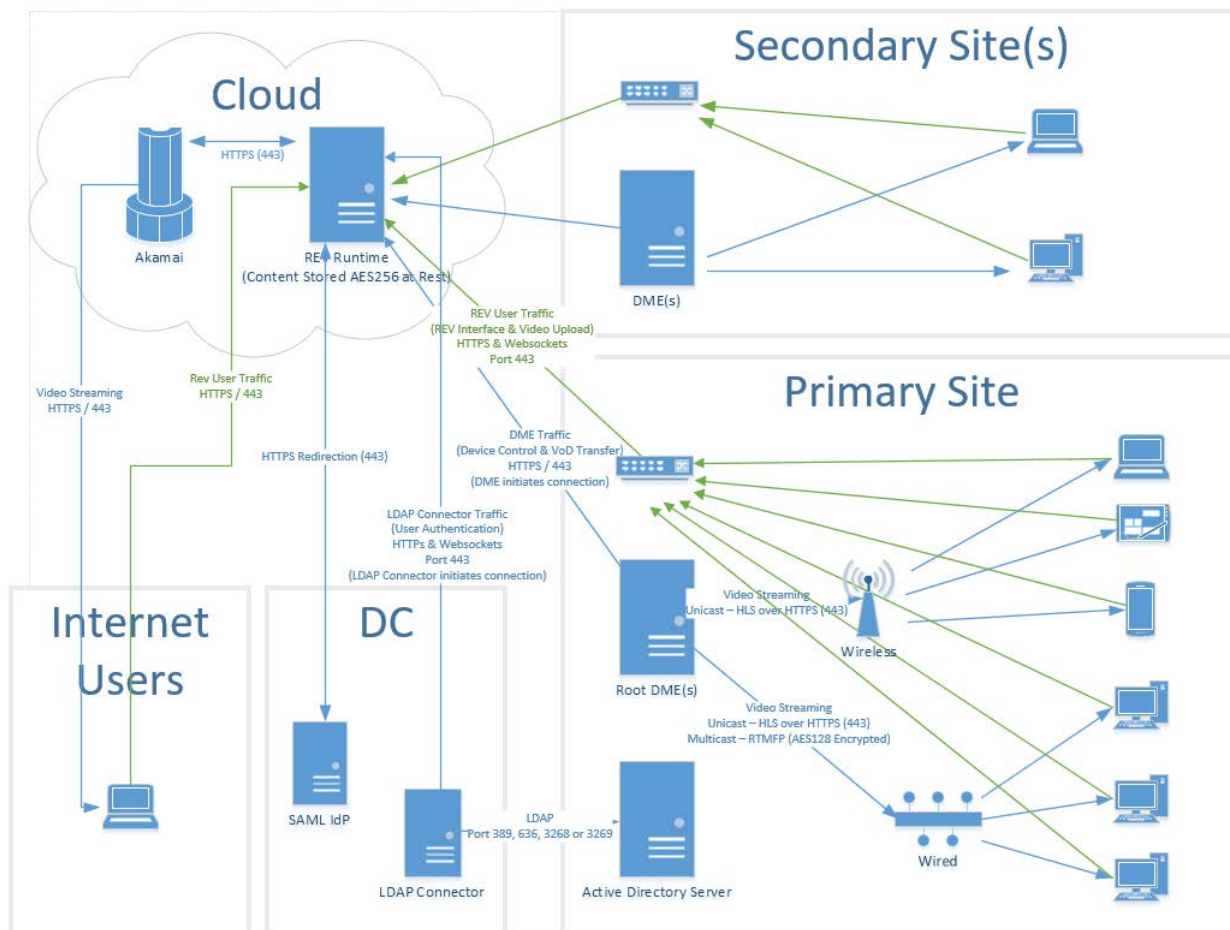 Secondary Site(s)
Cloud
HTTPS (443)
Akamai
REV Runtime
(Content Stored AES256 at Rest)
DME(s)
REV User Traffic
(REV Interface & Video Upload)
HTTPS & Websockets
Port 443
Primary Site
Video Streaming
HTTPS / 443
Rev User Traffic
HTTPS / 443
HTTPS Redirection (443)
DME Traffic
(Device Control & VoD Transfer)
HTTPS / 443
(DME initiates connection)
LDAP Connector Traffic
(User Authentication)
HTTPs & Websockets
Port 443
(LDAP Connector initiates connection)
Internet
Users
DC
Video Streaming
Unicast – HLS over HTTPS (443)
Wireless
Root DME(s)
Video Streaming
Unicast – HLS over HTTPS (443)
Multicast – RTMFP (AES128 Encrypted)
SAML IdP
LDAP
Port 389, 636, 3268 or 3269
Wired
LDAP Connector
Active Directory Server